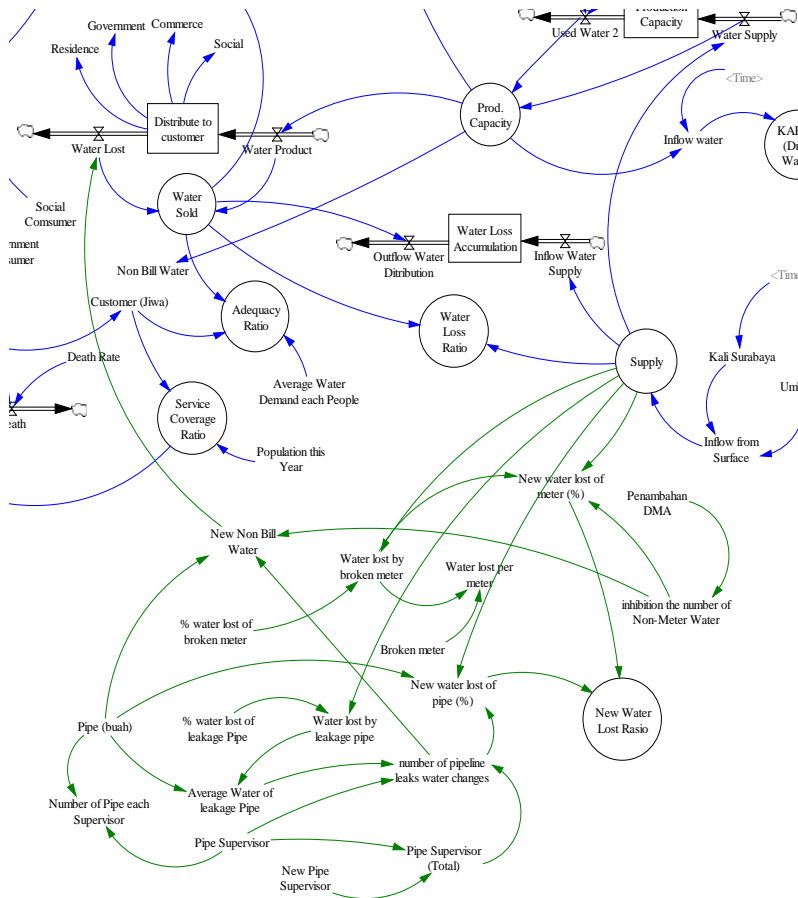 Government
Commerce
Residence
Social
Distribute to
customer
Water Lost
Water Product
Used Water 2
Production
Capacity
Water Supply
<Time>
Prod.
Capacity
Inflow water
Social
Comsumer
Water
Sold
Non Bill Water
Outflow Water
Ditribution
Water Loss
Accumulation
Inflow Water
Supply
<Time
Customer (Jiwa)
Adequacy
Ratio
Water
Loss
Ratio
Supply
Kali Surabaya
Death Rate
Average Water
Demand each People
Service
Coverage
Ratio
Population this
Year
Inflow from
Surface
New water lost of
meter (%)
Penambahan
DMA
New Non Bill
Water
Water lost by
broken meter
Water lost per
meter
inhibition the number of
Non-Meter Water
% water lost of
broken meter
Broken meter
New water lost of
pipe (%)
New Water
Lost Rasio
Pipe (buah)
% water lost of
leakage Pipe
Water lost by
leakage pipe
number of pipeline
leaks water changes
Average Water of
leakage Pipe
Number of Pipe each
Supervisor
Pipe Supervisor
Pipe Supervisor
(Total)
New Pipe
Supervisor